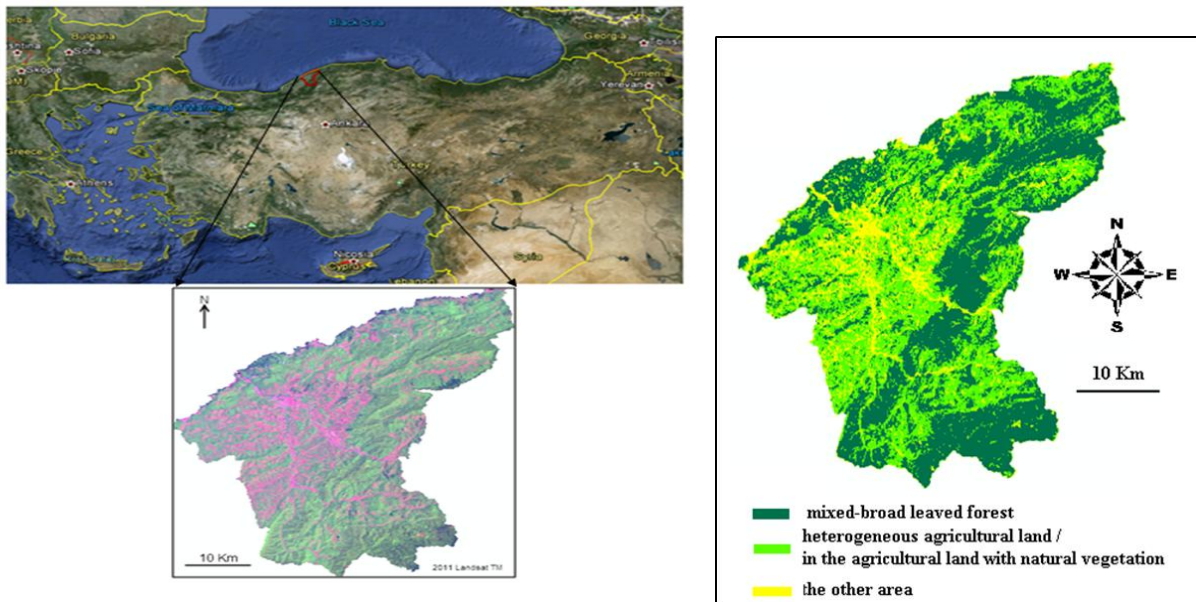 Black Sea
Bulgaria
Sofia
Skopje
Georgia
Armenia
Yerevan
Ankara
Turkey
Greece
Athens
Nicosia
Cyprus
Syria
Lebanon
N
10 Km
2011 Landsat TM
N
W
E
S
10 Km
mixed-broad leaved forest
heterogeneous agricultural land /
in the agricultural land with natural vegetation
the other area